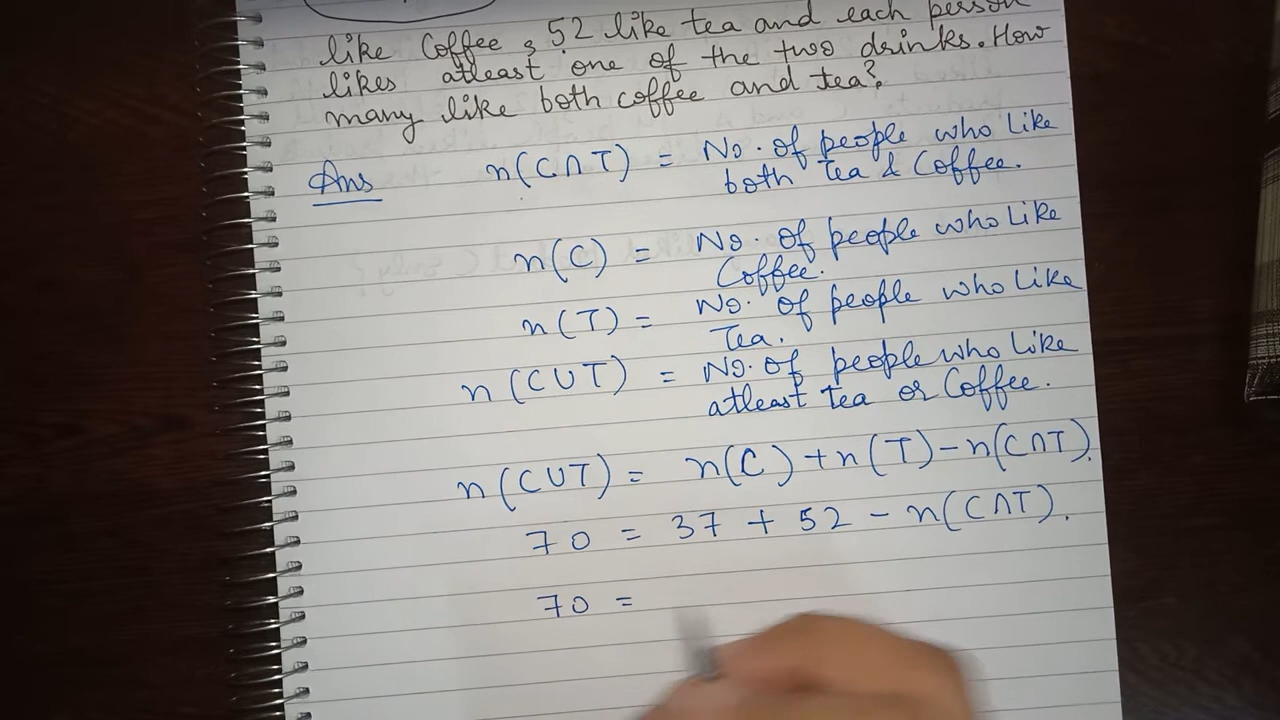 like Coffee, 52 like tea and each person
likes atleast one of the two drinks. How
many like both coffee and tea?
Ans n(C∩T) = No. of people who like
both Tea & Coffee.
n(C) = No. of people who like
Coffee.
n(T) = No. of people who like
Tea.
n(C∪T) = No. of people who like
atleast tea or Coffee.
n(C∪T) = n(C) + n(T) - n(C∩T).
70 = 37 + 52 - n(C∩T).
70 =